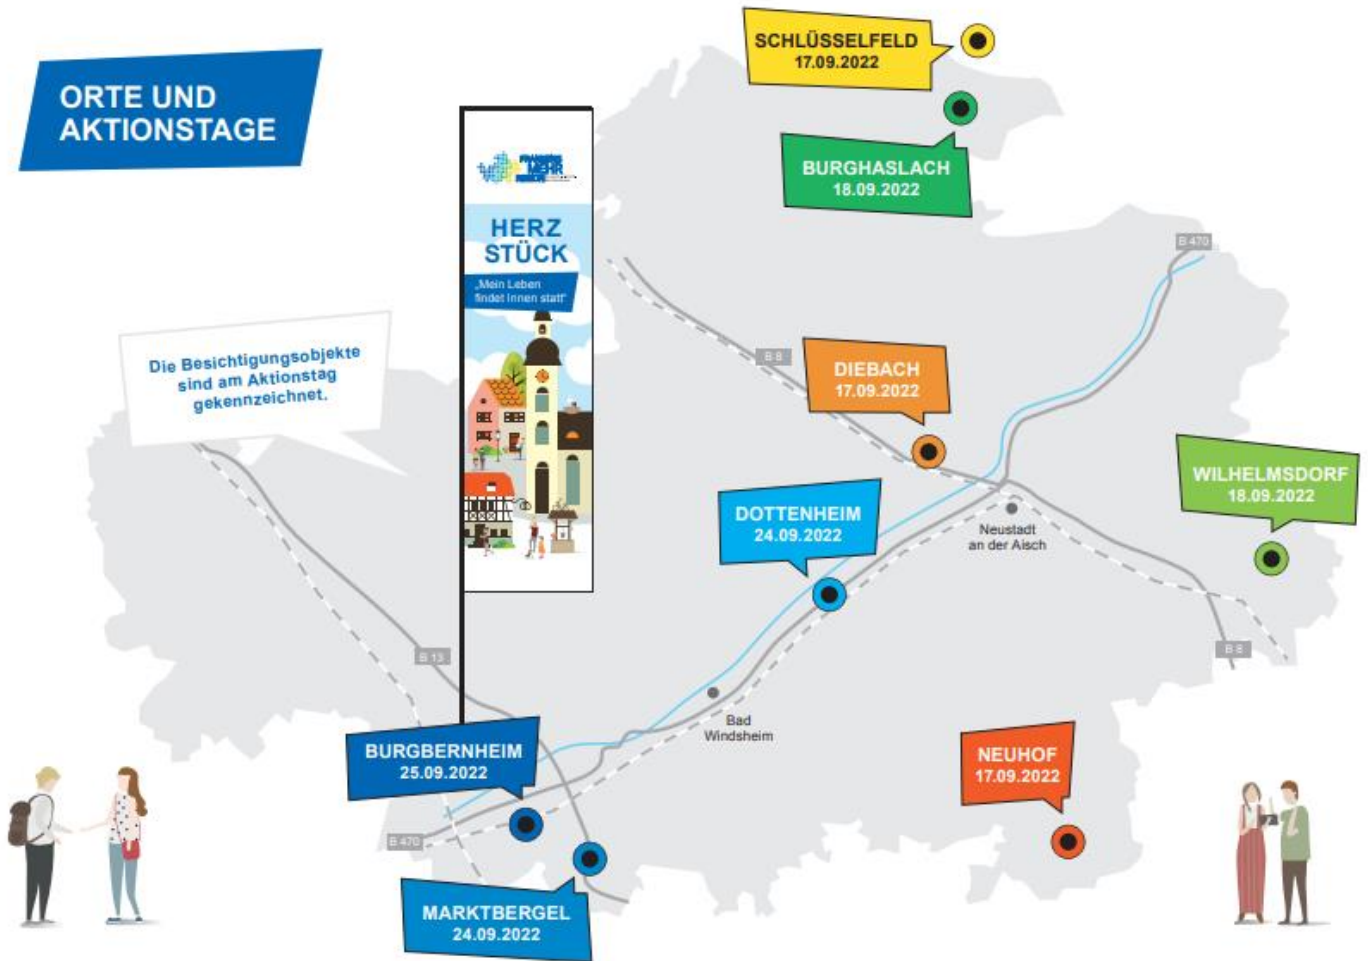 ORTE UND
AKTIONSTAGE
SCHLÜSSELFELD
17.09.2022
BURGHASLACH
18.09.2022
MEHR
HERZ
STÜCK
„Mein Leben
findet Innen statt“
B 470
B 8
DIEBACH
17.09.2022
Die Besichtigungsobjekte
sind am Aktionstag
gekennzeichnet.
WILHELMSDORF
18.09.2022
DOTTENHEIM
24.09.2022
Neustadt
an der Aisch
B 13
B 8
Bad
Windsheim
BURGBERNHEIM
25.09.2022
NEUHOF
17.09.2022
B 470
MARKTBERGEL
24.09.2022